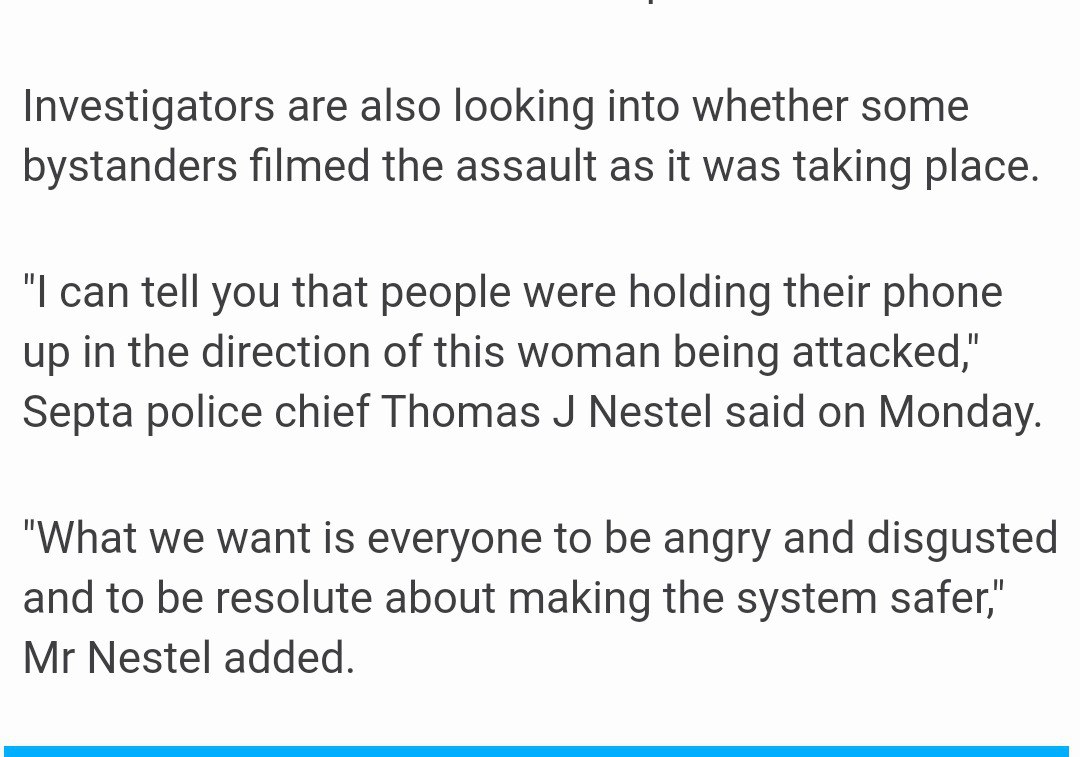 Investigators are also looking into whether some
bystanders filmed the assault as it was taking place.
"I can tell you that people were holding their phone
up in the direction of this woman being attacked,"
Septa police chief Thomas J Nestel said on Monday.
"What we want is everyone to be angry and disgusted
and to be resolute about making the system safer,"
Mr Nestel added.